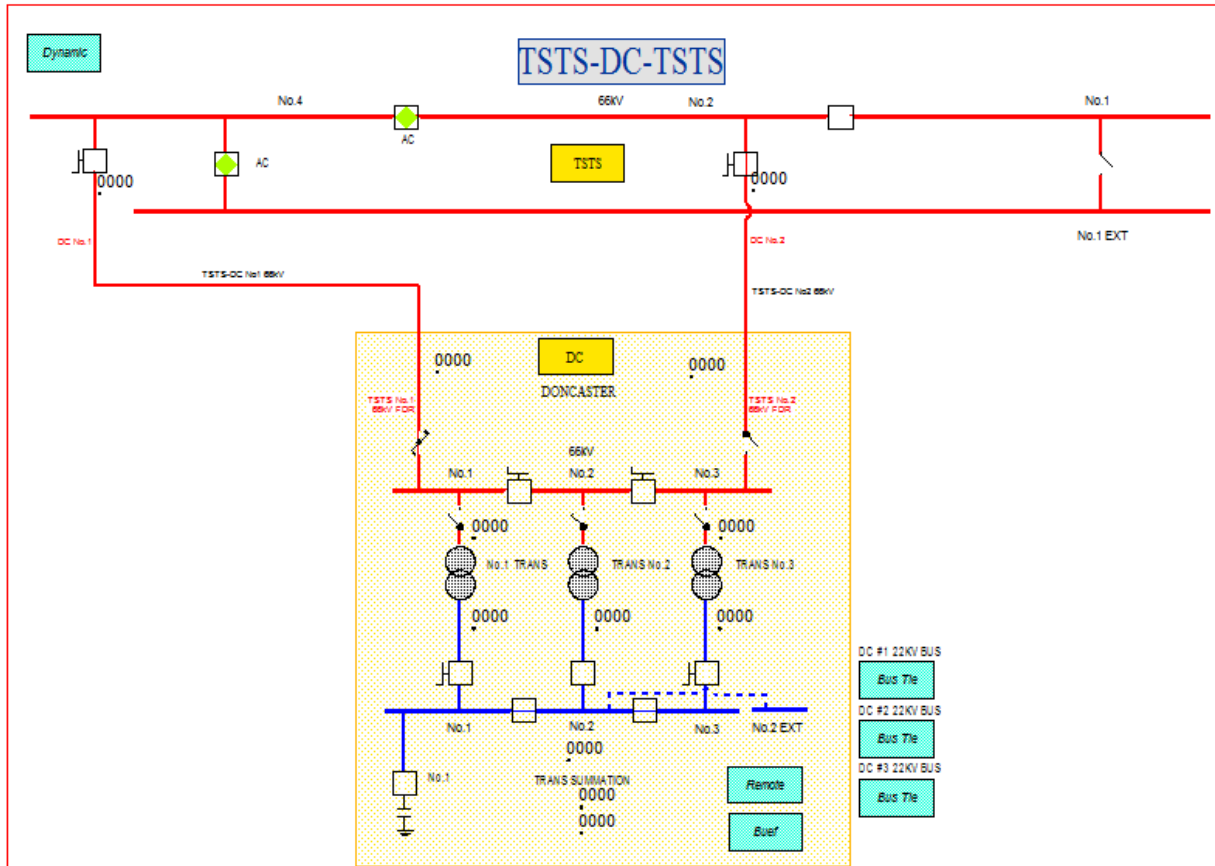 Dynamic
TSTS-DC-TSTS
No.4
66kV
No.2
No.1
AC
AC
TSTS
.0000
.0000
DC No.1
DC No.2
No.1 EXT
TSTS-DC No1 66kV
TSTS-DC No2 66kV
DC
DONCASTER
.0000
.0000
TSTS No.1
66kV FDR
TSTS No.2
66kV FDR
66kV
No.1
No.2
No.3
.0000
.0000
.0000
No.1 TRANS
TRANS No.2
TRANS No.3
.0000
.0000
.0000
DC #1 22KV BUS
Bus Tie
DC #2 22KV BUS
Bus Tie
DC #3 22KV BUS
Bus Tie
No.1
No.2
No.3
No.2 EXT
.0000
No.1
TRANS SUMMATION
.0000
.0000
Remote
Buef